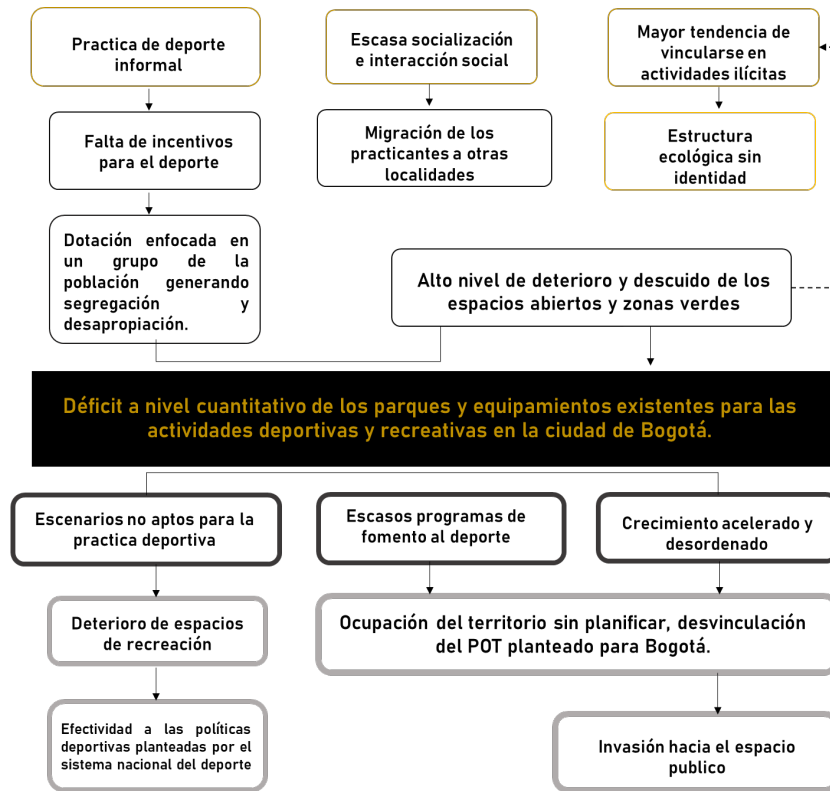 Practica de deporte
informal
Escasa socialización
e interacción social
Mayor tendencia de
vincularse en
actividades ilícitas
Falta de incentivos
para el deporte
Migración de los
practicantes a otras
localidades
Estructura
ecológica sin
identidad
Dotación enfocada en
un grupo de la
población generando
segregación y
desapropiación.
Alto nivel de deterioro y descuido de los
espacios abiertos y zonas verdes
Déficit a nivel cuantitativo de los parques y equipamientos existentes para las
actividades deportivas y recreativas en la ciudad de Bogotá.
Escenarios no aptos para la
practica deportiva
Escasos programas de
fomento al deporte
Crecimiento acelerado y
desordenado
Deterioro de espacios
de recreación
Ocupación del territorio sin planificar, desvinculación
del POT planteado para Bogotá.
Efectividad a las políticas
deportivas planteadas por el
sistema nacional del deporte
Invasión hacia el espacio
publico